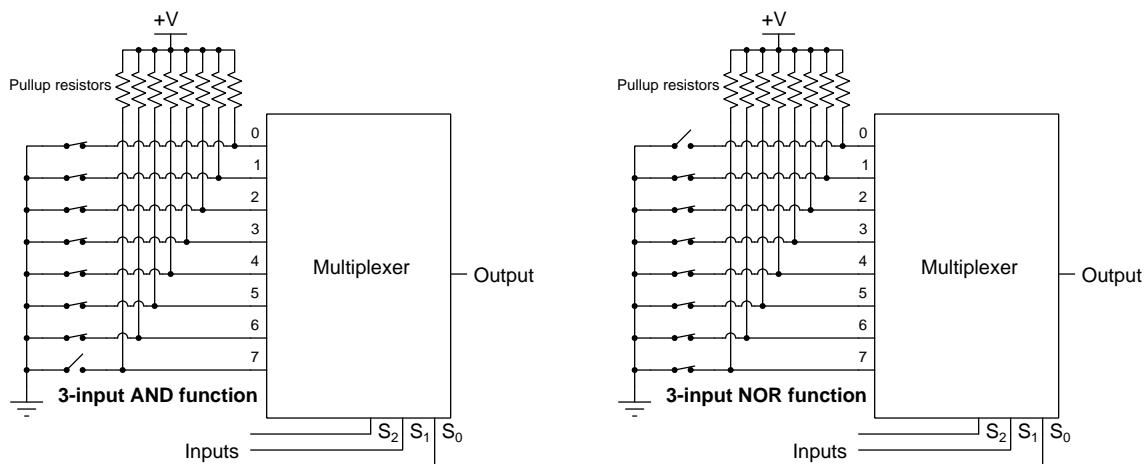 +V
Pullup resistors
0
1
2
3
4
5
6
7
Multiplexer
Output
3-input AND function
S2 S1 S0
Inputs
+V
Pullup resistors
0
1
2
3
4
5
6
7
Multiplexer
Output
3-input NOR function
S2 S1 S0
Inputs